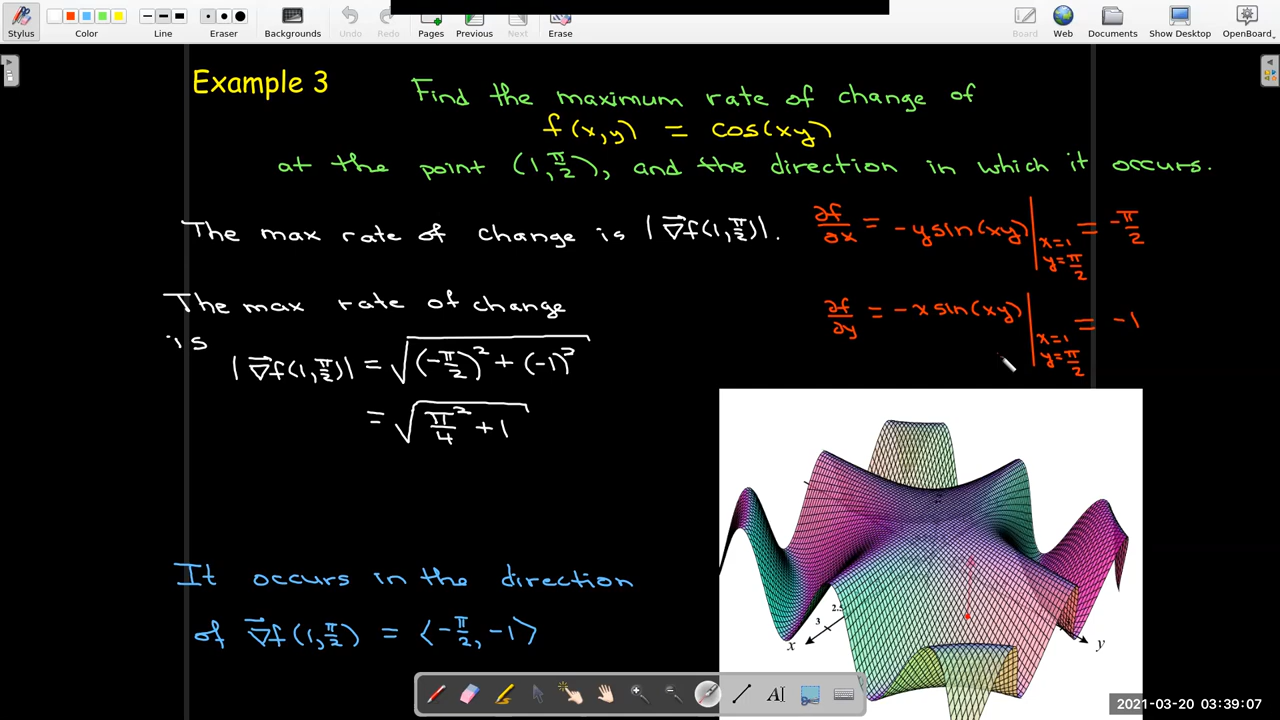 Stylus Color Line Eraser Backgrounds Undo Redo Pages Previous Next Erase Board Web Documents Show Desktop OpenBoard
Example 3 Find the maximum rate of change of
f(x,y) = cos(xy)
at the point (1, π/2), and the direction in which it occurs.
The max rate of change is |∇⃗f(1, π/2)|.
∂f/∂x = -y sin(xy) | x=1 y=π/2 = -π/2
The max rate of change
is
|∇⃗f(1, π/2)| = √((-π/2)² + (-1)²)
= √(π²/4 + 1)
∂f/∂y = -x sin(xy) | x=1 y=π/2 = -1
It occurs in the direction
of ∇⃗f(1, π/2) = ⟨-π/2, -1⟩
2.5
3
x
y
AI
2021-03-20 03:39:07